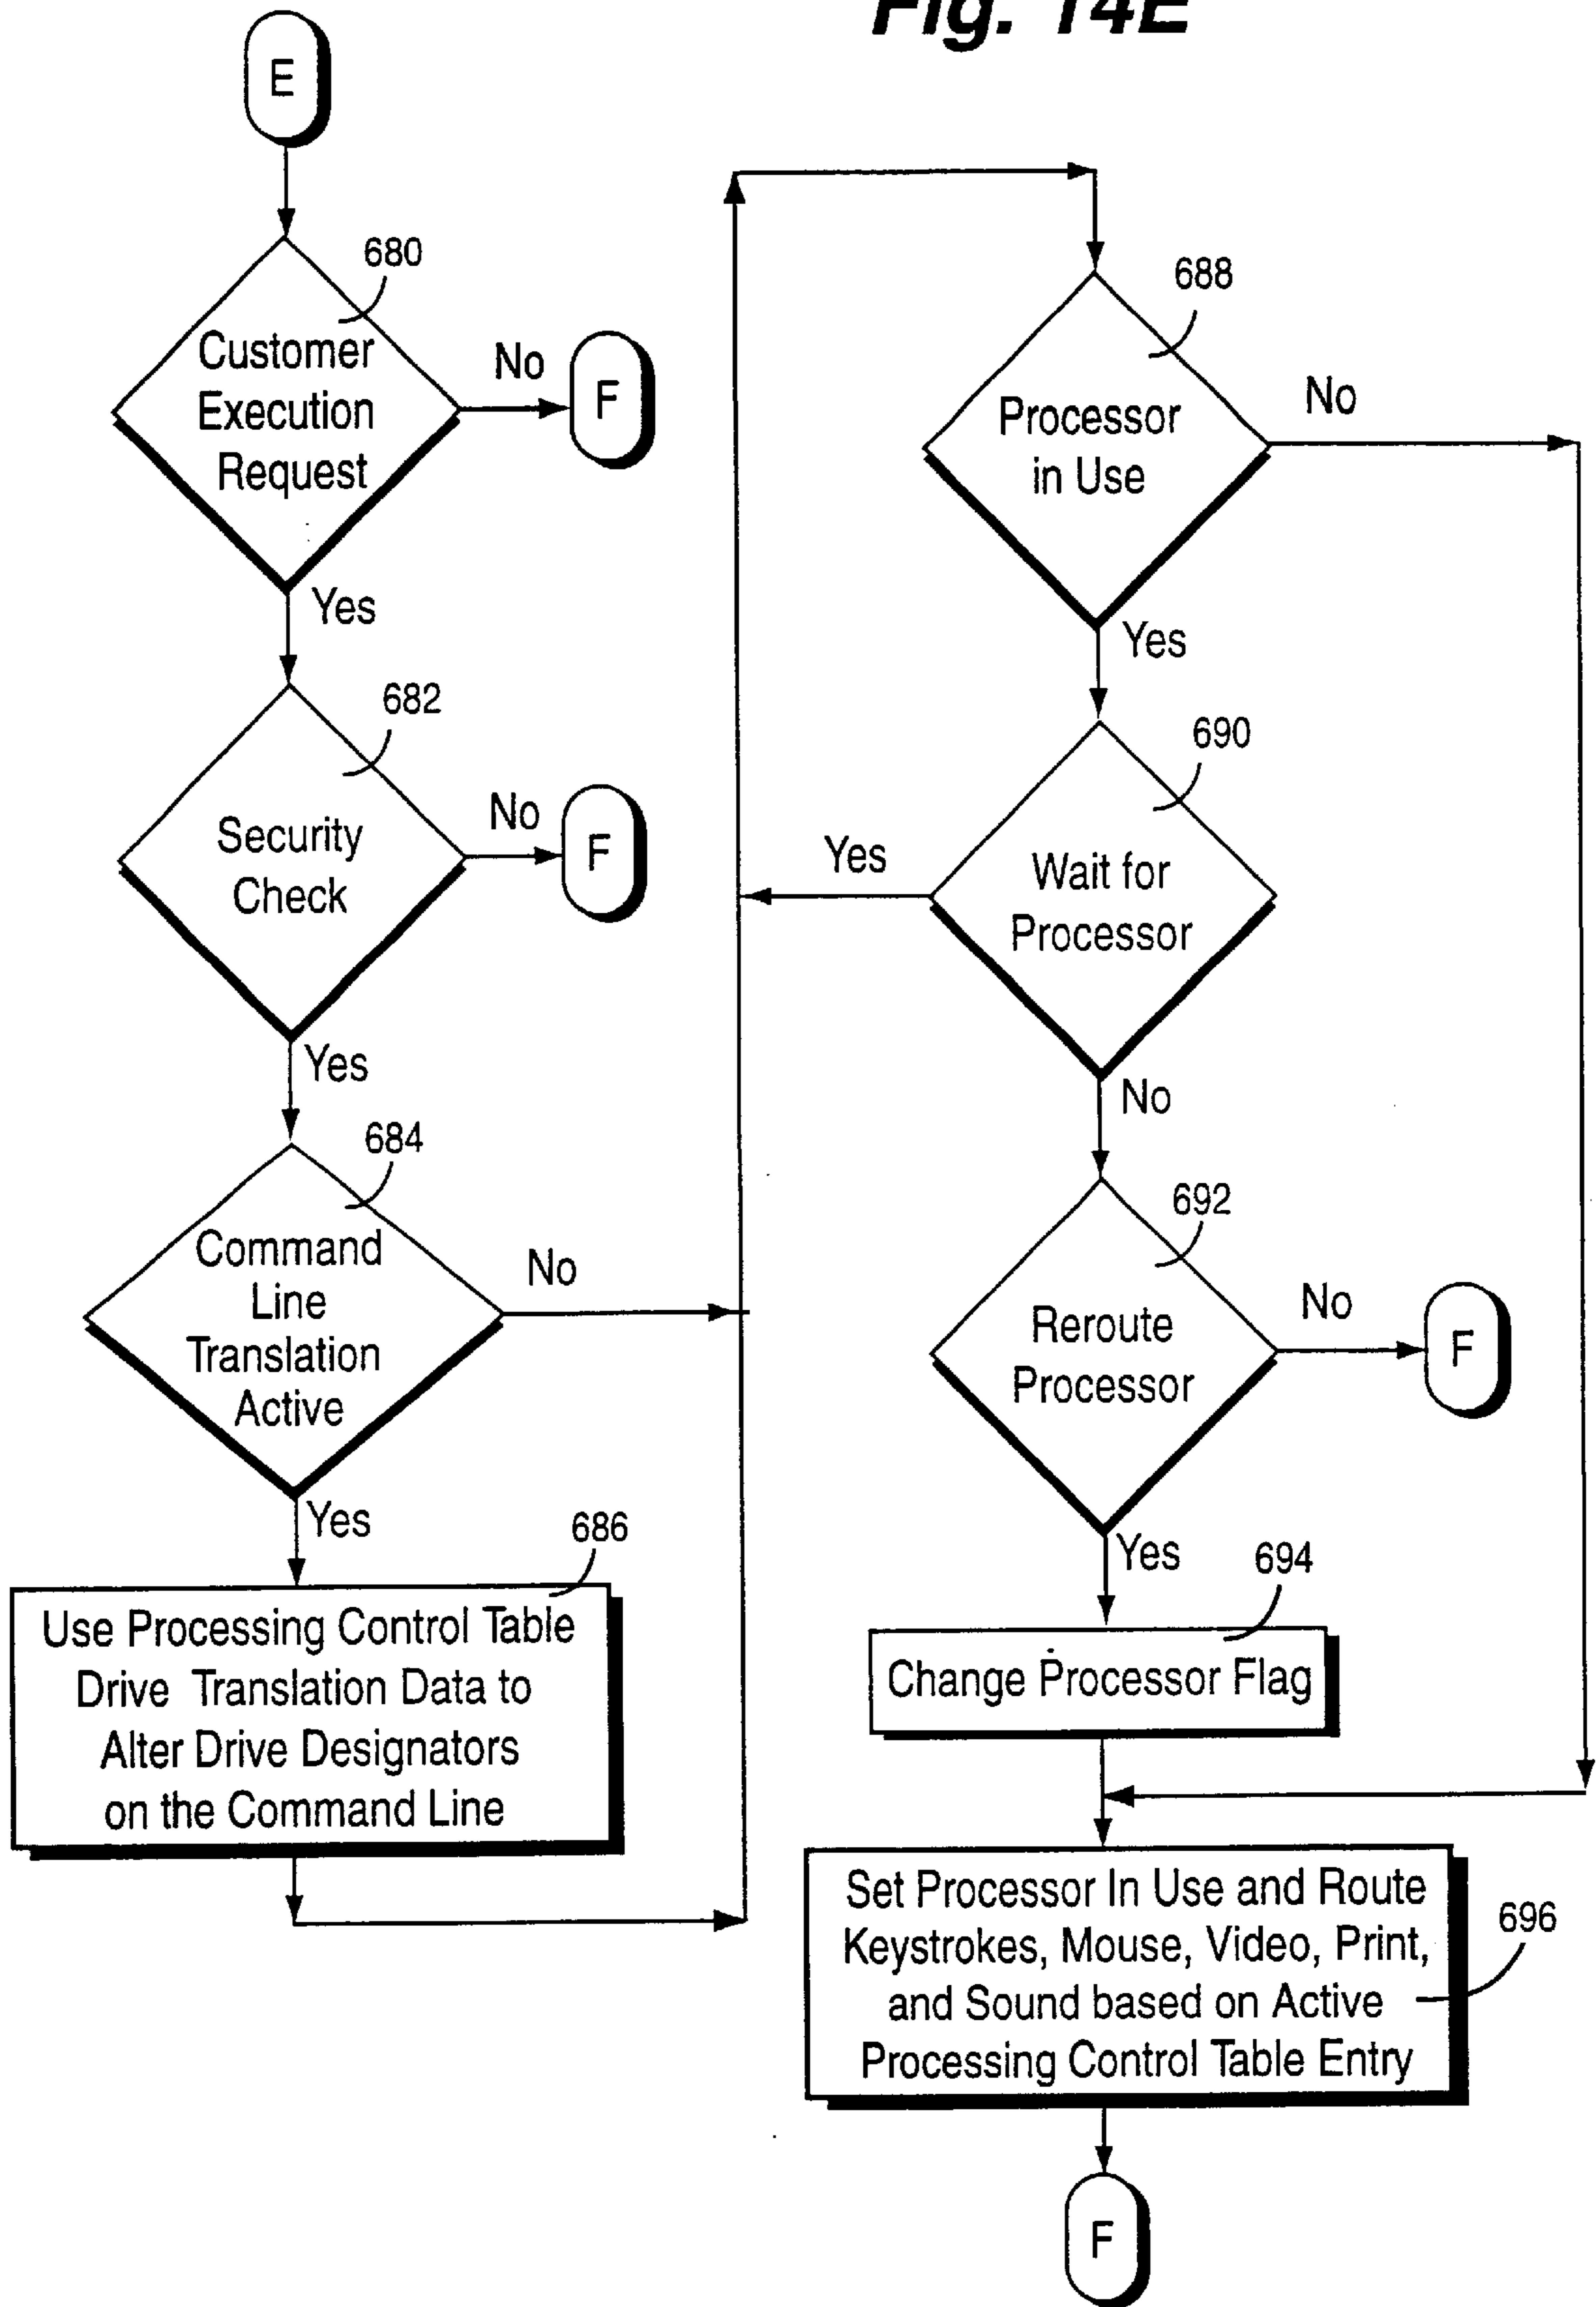 Fig. 14E
E
680
Customer
Execution
Request
No
F
Yes
682
Security
Check
No
F
Yes
684
Command
Line
Translation
Active
No
Yes
686
Use Processing Control Table
Drive Translation Data to
Alter Drive Designators
on the Command Line
688
Processor
in Use
No
Yes
690
Wait for
Processor
Yes
No
692
Reroute
Processor
No
F
Yes
694
Change Processor Flag
Set Processor In Use and Route
Keystrokes, Mouse, Video, Print,
and Sound based on Active
Processing Control Table Entry
696
F